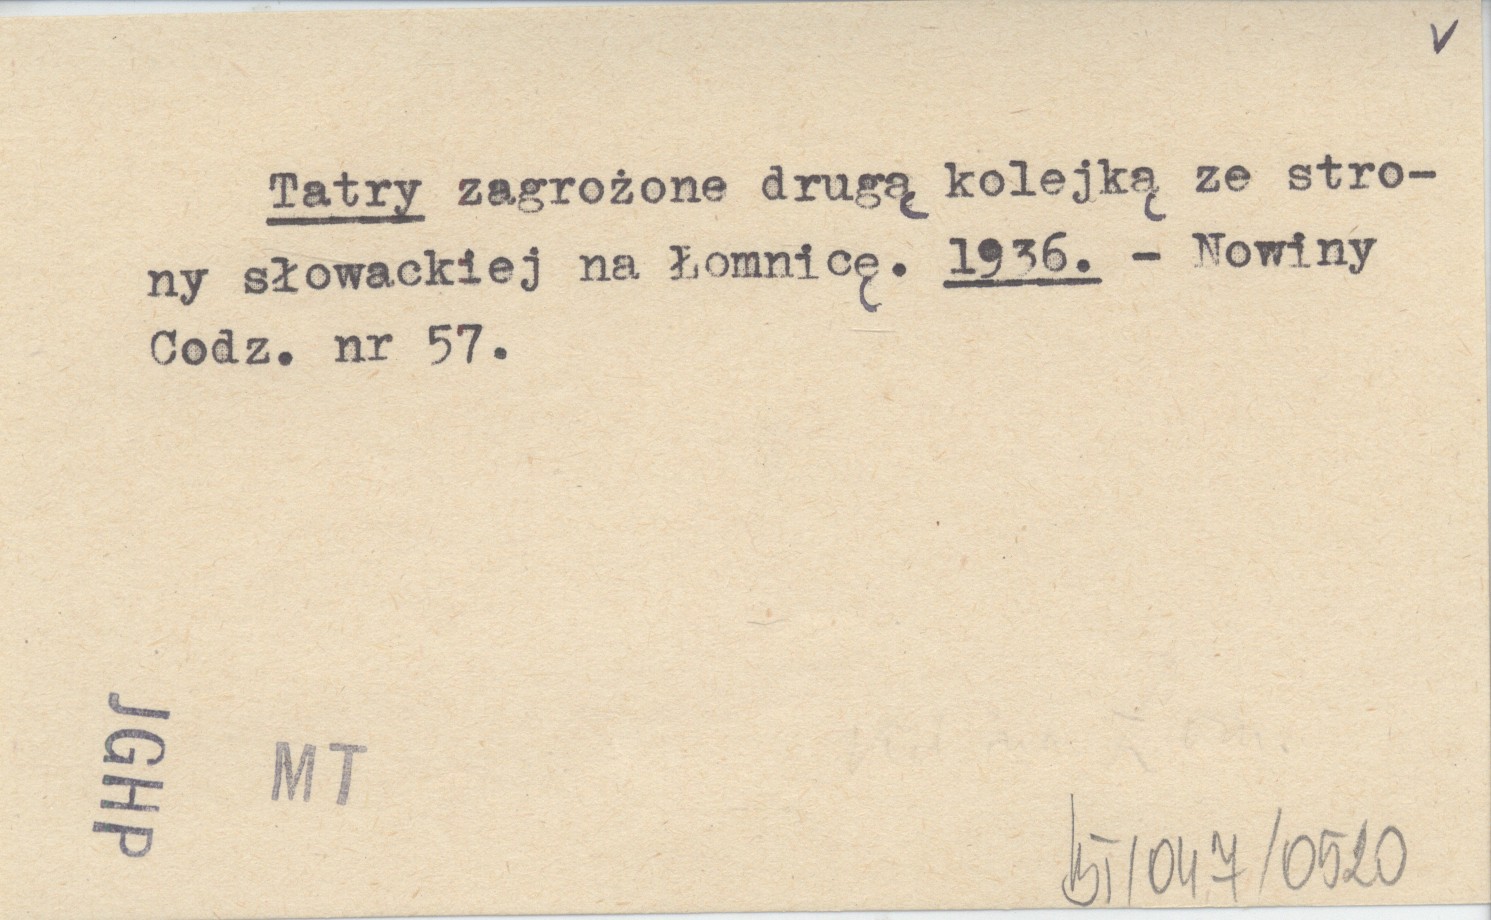 v
Tatry zagrożone drugą kolejką ze stro-
ny słowackiej na Łomnicę. 1936. - Nowiny
Codz. nr 57.
JGHP
MT
/047/0520